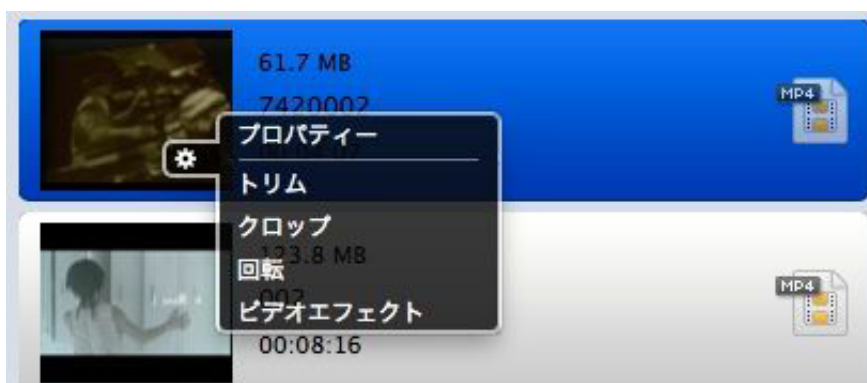 61.7 MB
7420002
MP4
プロパティー
トリム
クロップ
回転
ビデオエフェクト
123.8 MB
002
00:08:16
MP4